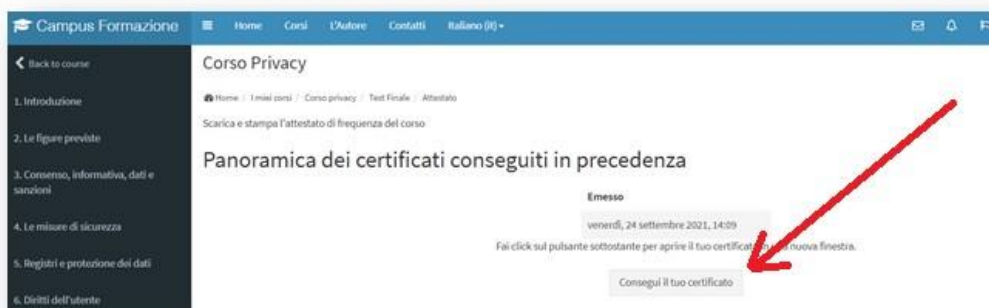 Campus Formazione
Home Corsi L'Autore Contatti Italiano (it)
Back to course
1. Introduzione
2. Le figure previste
3. Consenso, informativa, dati e
sanzioni
4. Le misure di sicurezza
5. Registri e protezione dei dati
6. Diritti dell'utente
Corso Privacy
Home / I miei corsi / Corso privacy / Test Finale / Attestato
Scarica e stampa l'attestato di frequenza del corso
Panoramica dei certificati conseguiti in precedenza
Emesso
venerdì, 24 settembre 2021, 14:09
Fai click sul pulsante sottostante per aprire il tuo certificato nuova finestra.
Consegui il tuo certificato